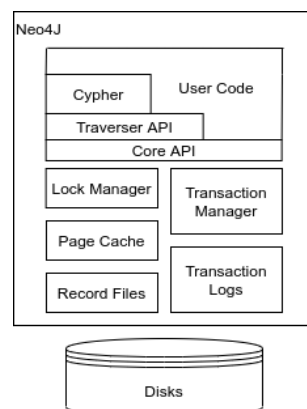 Neo4J
Cypher
User Code
Traverser API
Core API
Lock Manager
Transaction
Manager
Page Cache
Transaction
Logs
Record Files
Disks